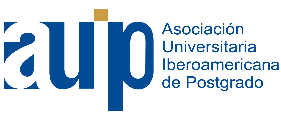 auip
Asociación
Universitaria
Iberoamericana
de Postgrado